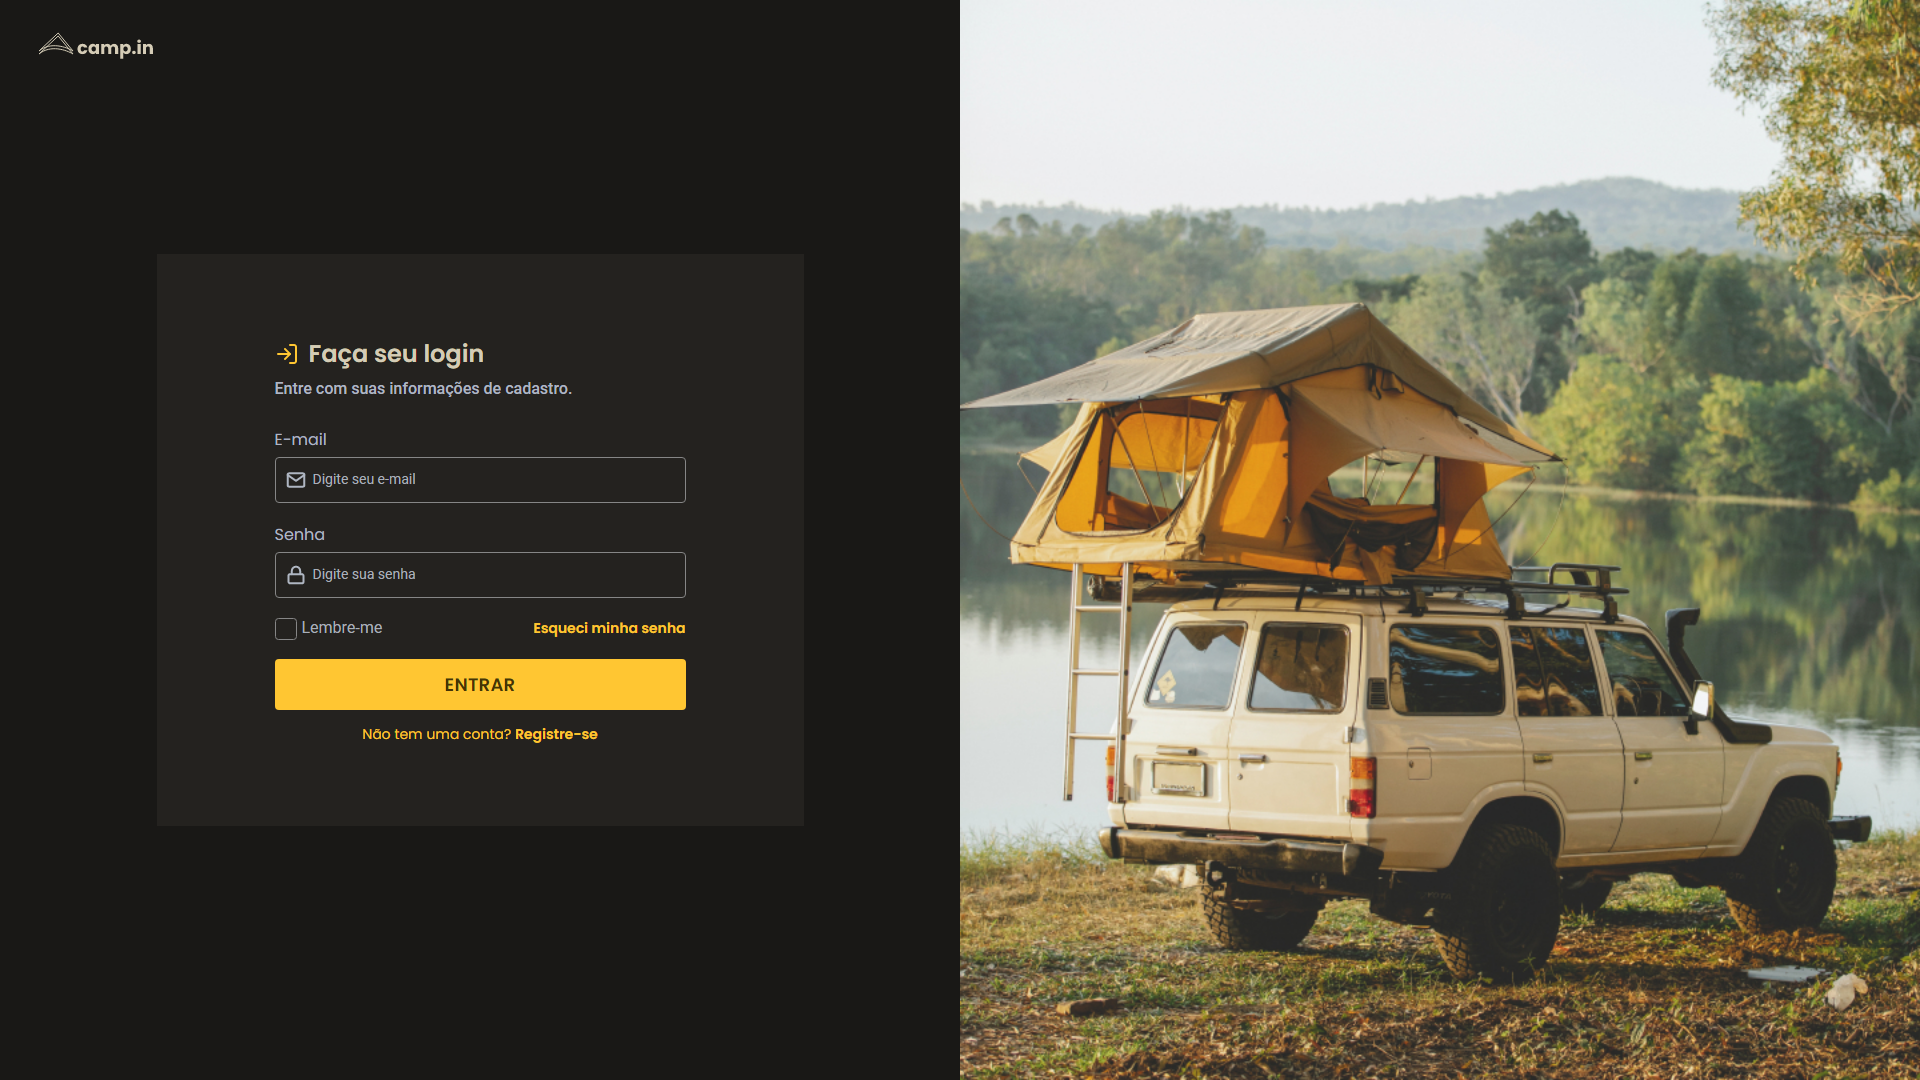 camp.in
Faça seu login
Entre com suas informações de cadastro.
E-mail
Digite seu e-mail
Senha
Digite sua senha
Lembre-me
Esqueci minha senha
ENTRAR
Não tem uma conta? Registre-se